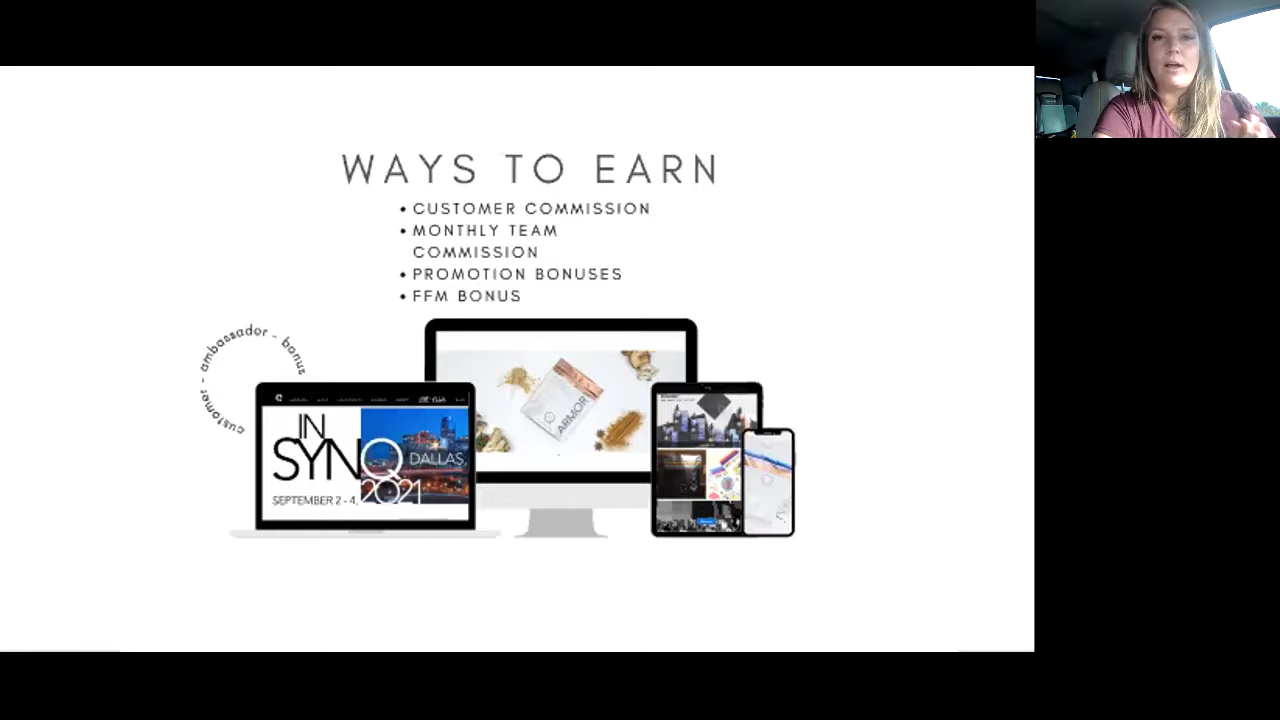 WAYS TO EARN
• CUSTOMER COMMISSION
• MONTHLY TEAM
COMMISSION
• PROMOTION BONUSES
• FFM BONUS
customer - ambassador - bonus
IN
SYNQ
DALLAS,
2021
SEPTEMBER 2 - 4,
ARMOR